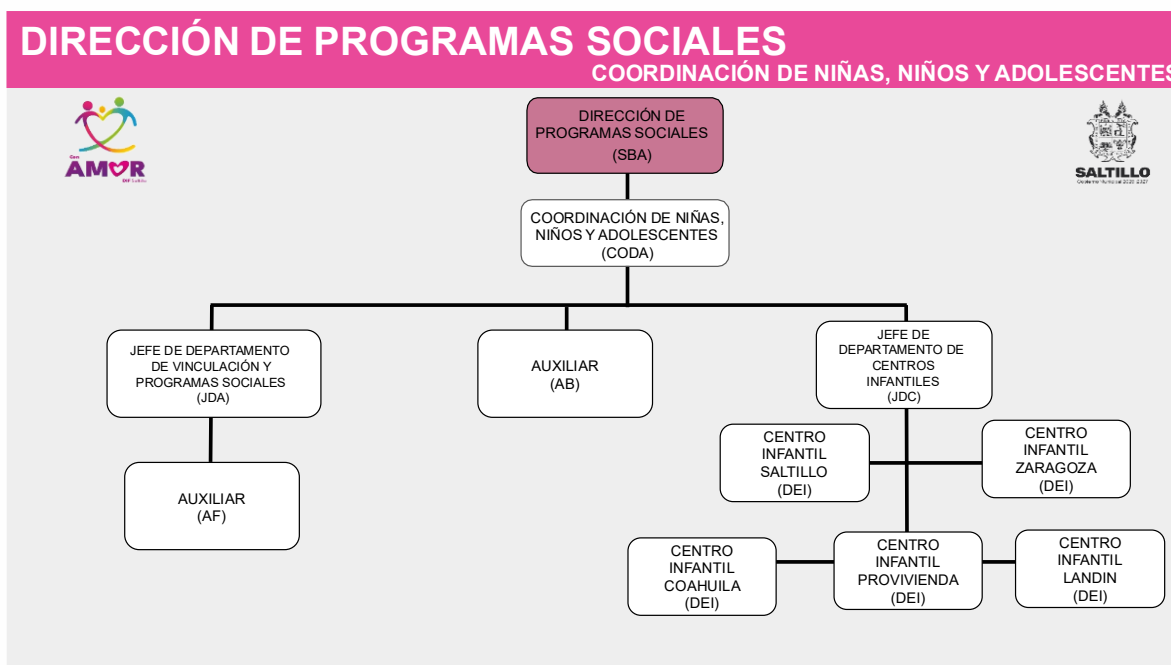 DIRECCIÓN DE PROGRAMAS SOCIALES
COORDINACIÓN DE NIÑAS, NIÑOS Y ADOLESCENTES
Con
AMOR
DIF Saltillo
SALTILLO
DIRECCIÓN DE
PROGRAMAS SOCIALES
(SBA)
COORDINACIÓN DE NIÑAS,
NIÑOS Y ADOLESCENTES
(CODA)
JEFE DE DEPARTAMENTO
DE VINCULACIÓN Y
PROGRAMAS SOCIALES
(JDA)
AUXILIAR
(AB)
JEFE DE
DEPARTAMENTO DE
CENTROS
INFANTILES
(JDC)
AUXILIAR
(AF)
CENTRO
INFANTIL
SALTILLO
(DEI)
CENTRO
INFANTIL
ZARAGOZA
(DEI)
CENTRO
INFANTIL
COAHUILA
(DEI)
CENTRO
INFANTIL
PROVIVIENDA
(DEI)
CENTRO
INFANTIL
LANDIN
(DEI)